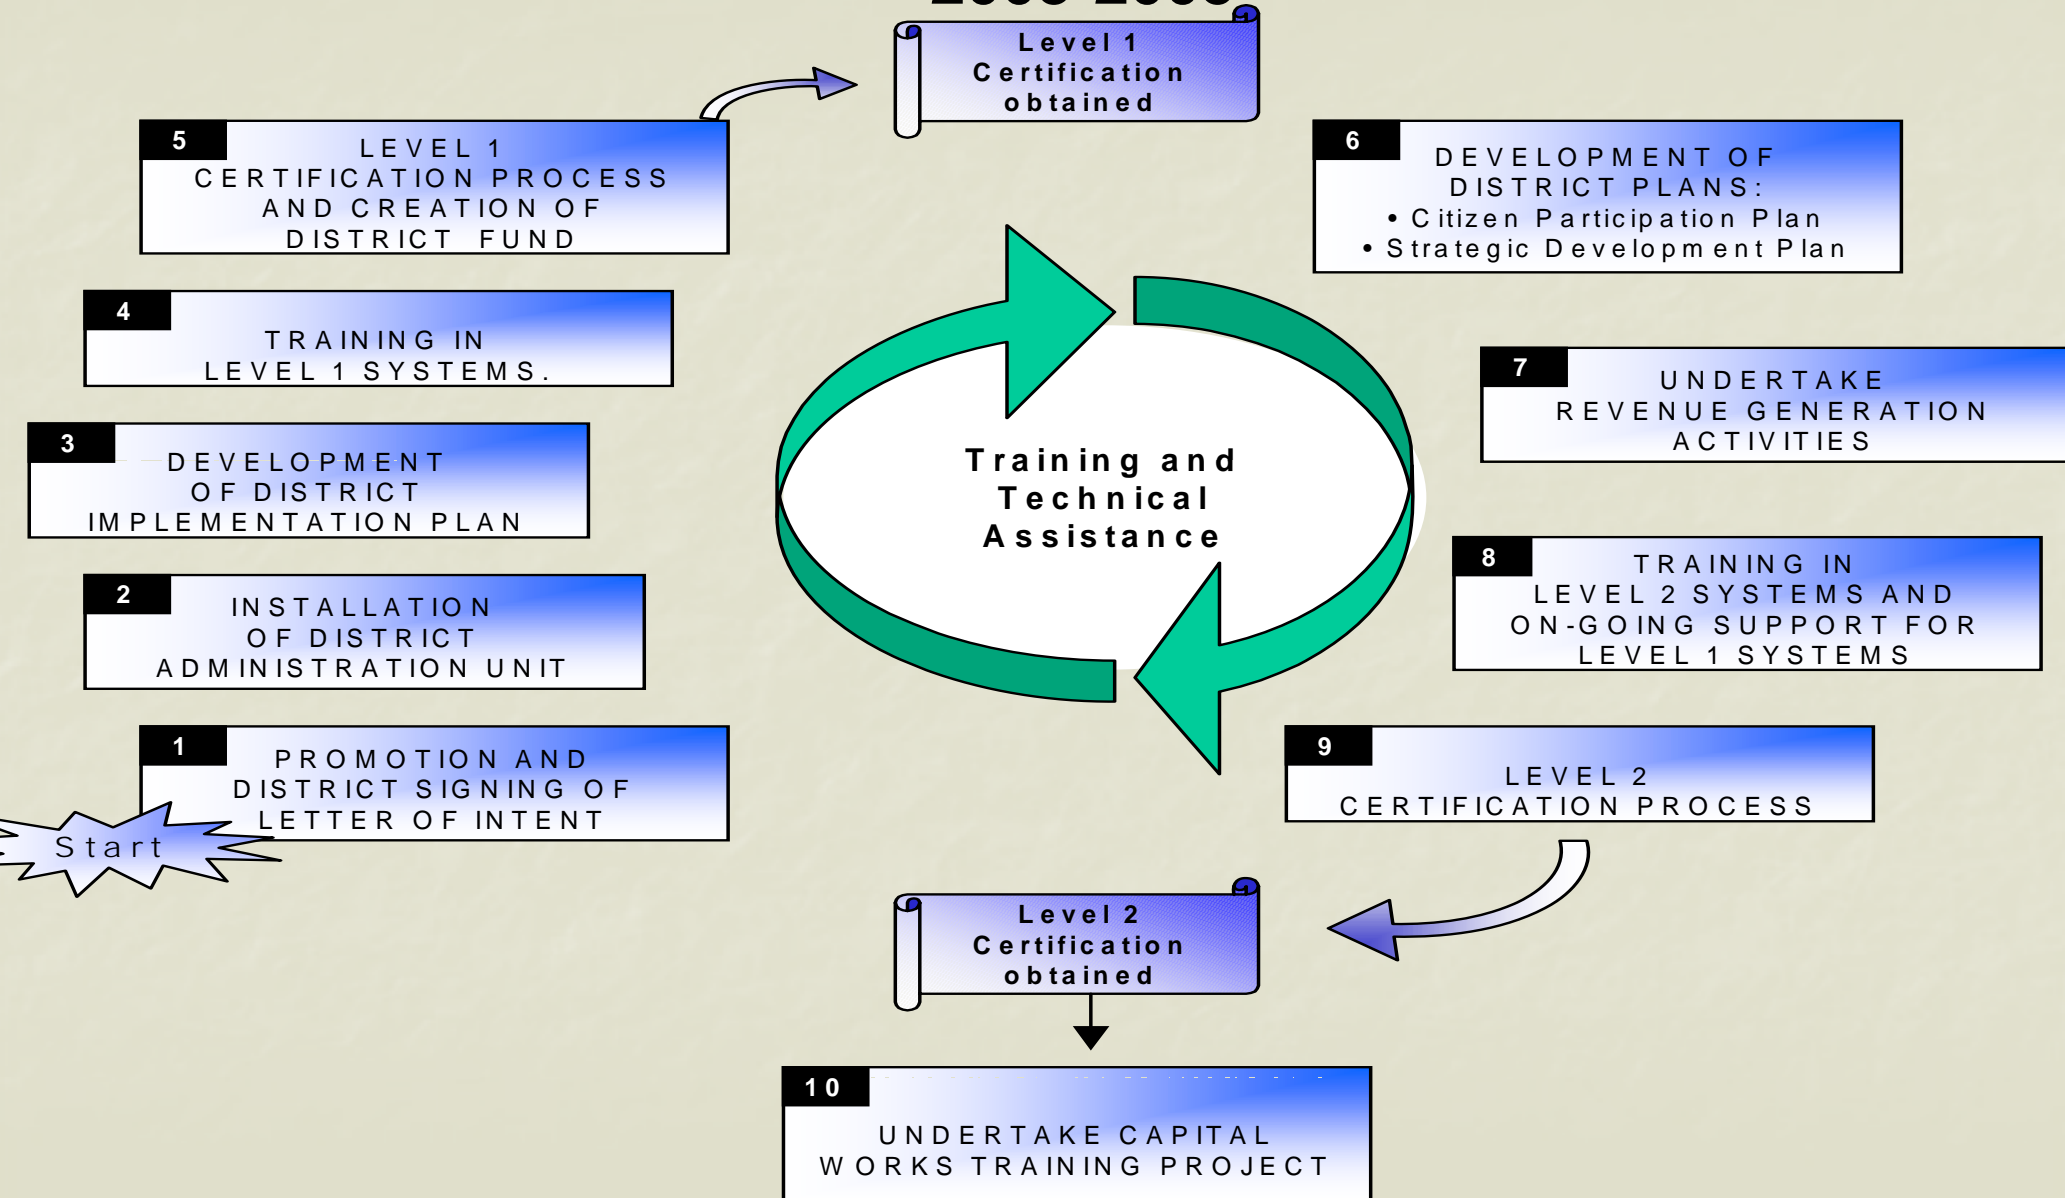 Level 1
Certification
obtained
5
LEVEL 1
CERTIFICATION PROCESS
AND CREATION OF
DISTRICT FUND
6
DEVELOPMENT OF
DISTRICT PLANS:
• Citizen Participation Plan
• Strategic Development Plan
4
TRAINING IN
LEVEL 1 SYSTEMS.
7
UNDERTAKE
REVENUE GENERATION
ACTIVITIES
3
DEVELOPMENT
OF DISTRICT
IMPLEMENTATION PLAN
Training and
Technical
Assistance
8
TRAINING IN
LEVEL 2 SYSTEMS AND
ON-GOING SUPPORT FOR
LEVEL 1 SYSTEMS
2
INSTALLATION
OF DISTRICT
ADMINISTRATION UNIT
1
PROMOTION AND
DISTRICT SIGNING OF
LETTER OF INTENT
Start
9
LEVEL 2
CERTIFICATION PROCESS
Level 2
Certification
obtained
10
UNDERTAKE CAPITAL
WORKS TRAINING PROJECT